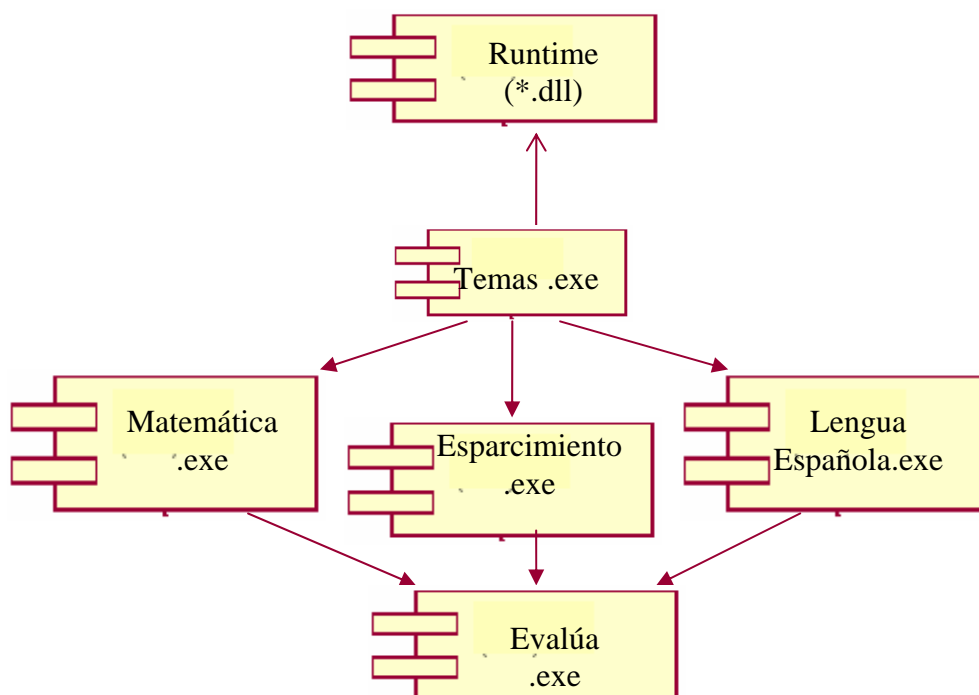 Runtime
(*.dll)
Temas .exe
Matemática
.exe
Esparcimiento
.exe
Lengua
Española.exe
Evalúa
.exe